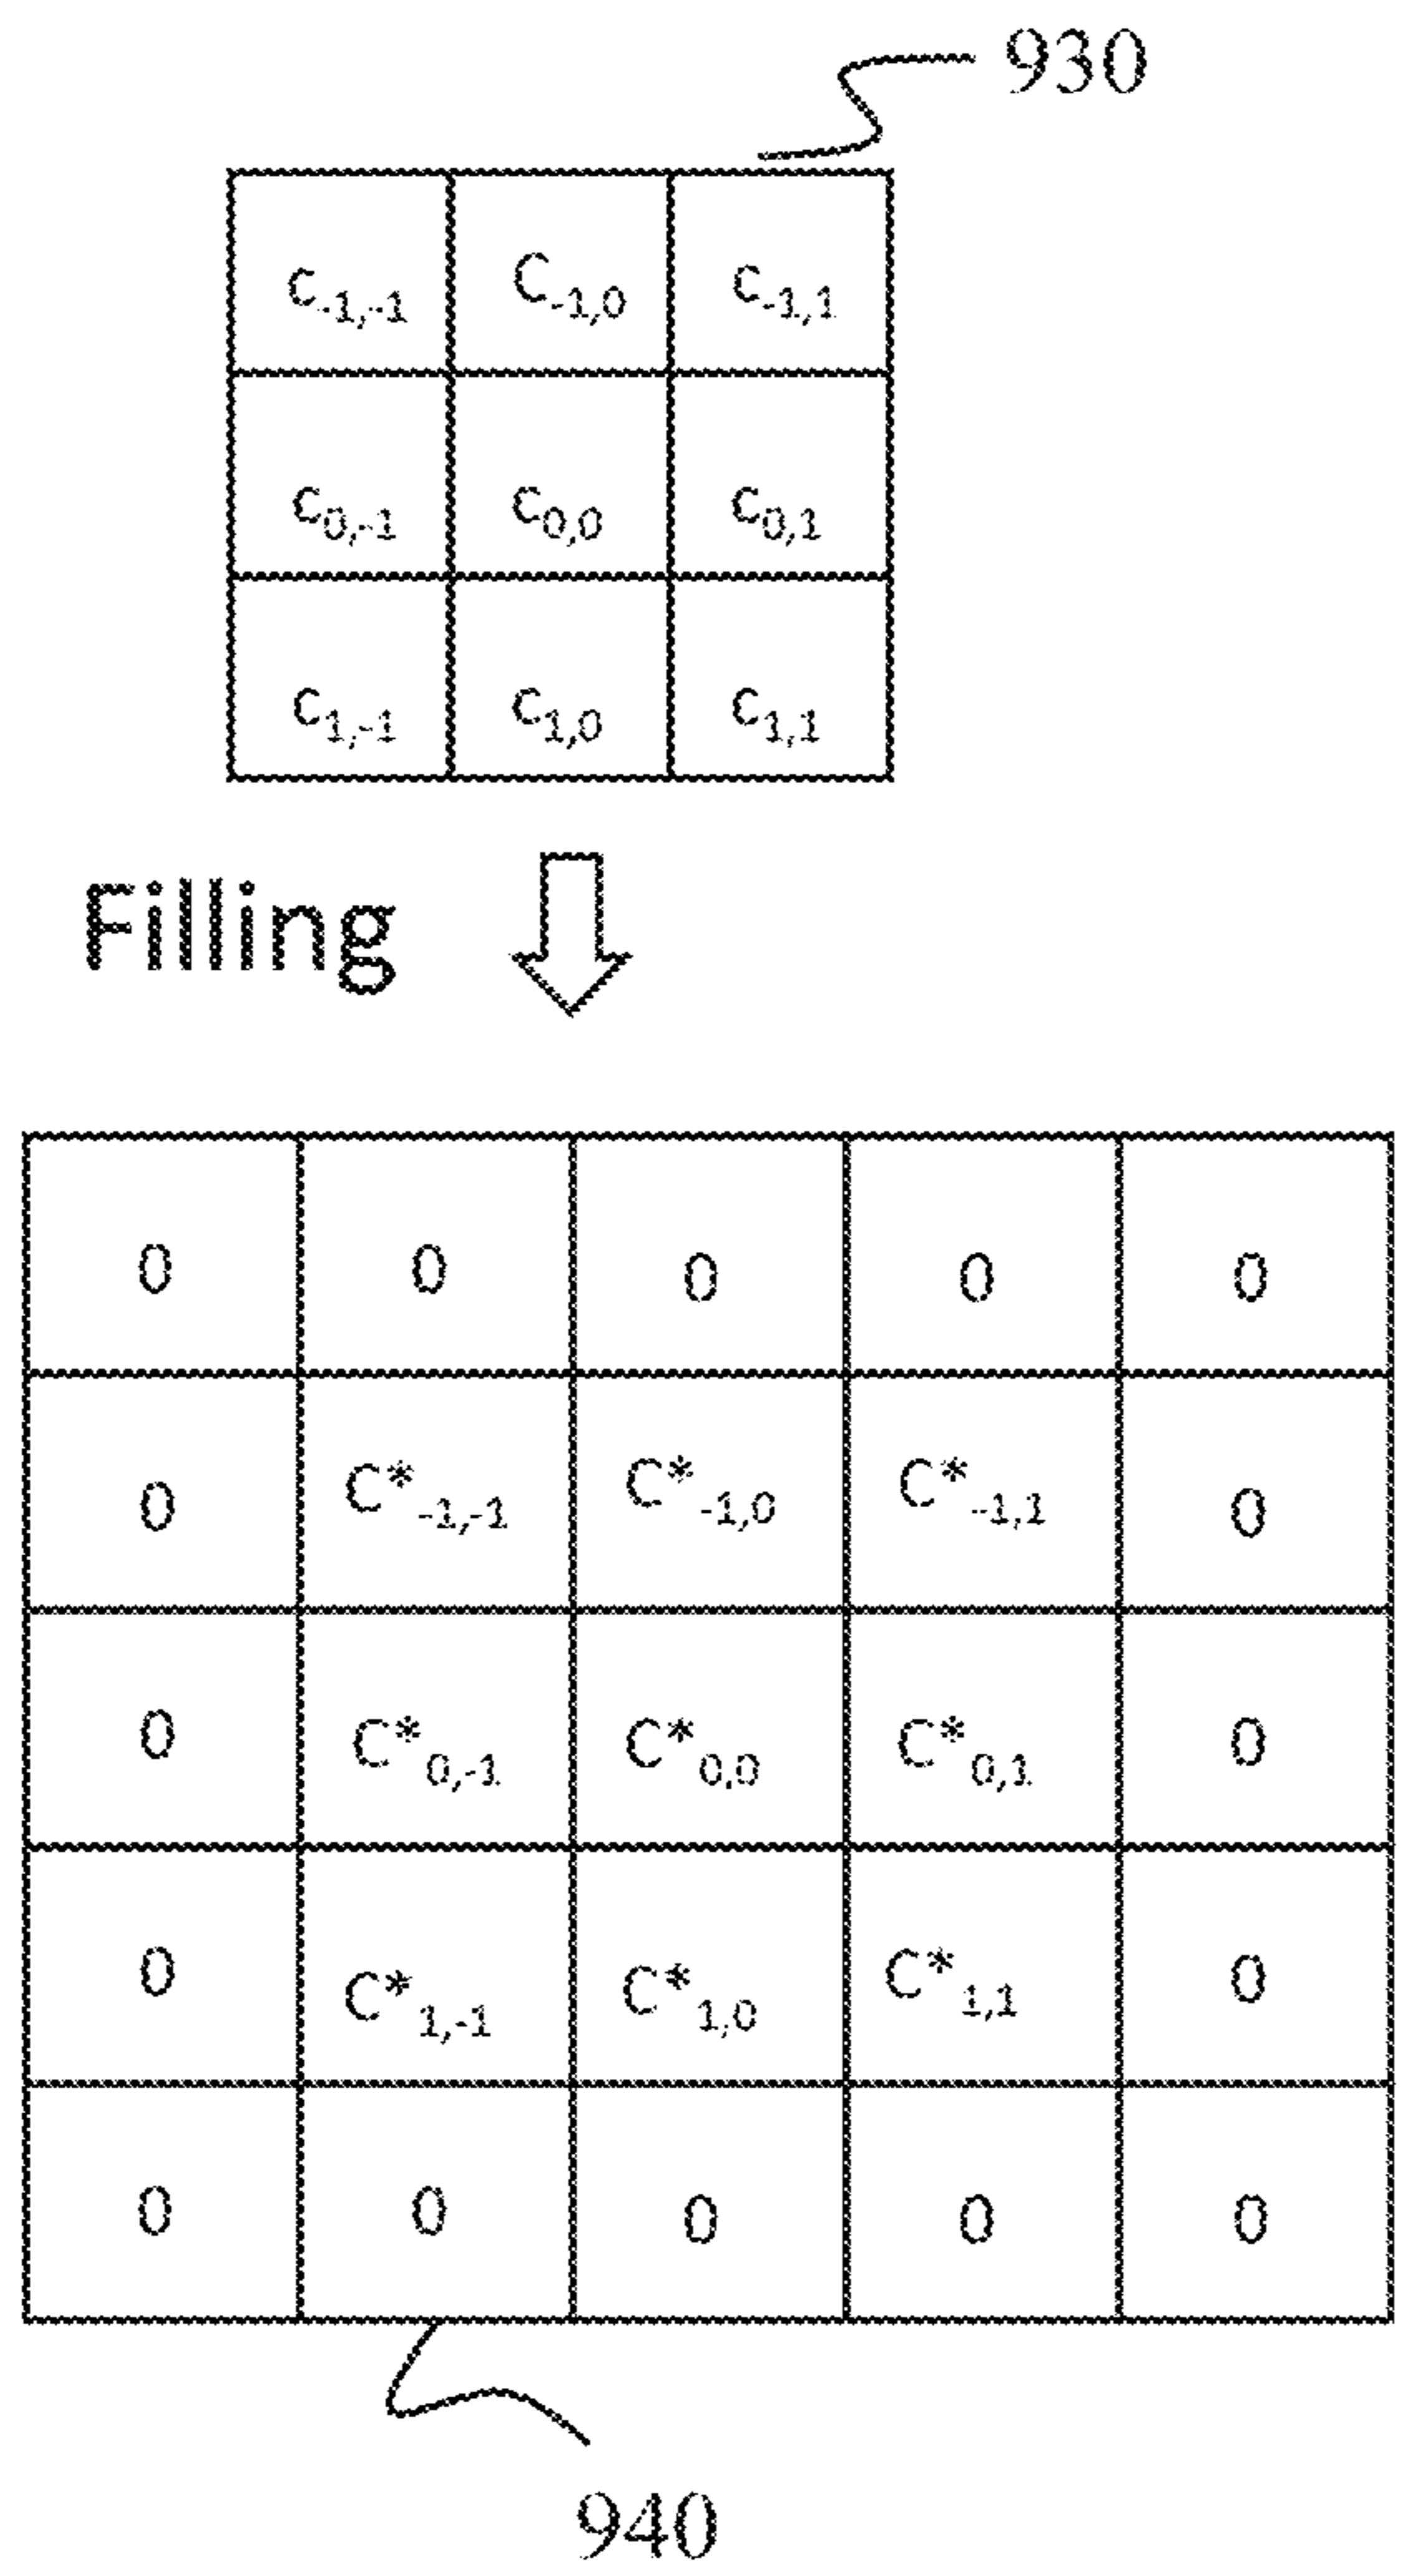 930
c-1,-1 C-1,0 c-1,1
c0,-1 c0,0 c0,1
c1,-1 c1,0 c1,1
Filling
0 0 0 0 0
0 C*-1,-1 C*-1,0 C*-1,1 0
0 C*0,-1 C*0,0 C*0,1 0
0 C*1,-1 C*1,0 C*1,1 0
0 0 0 0 0
940